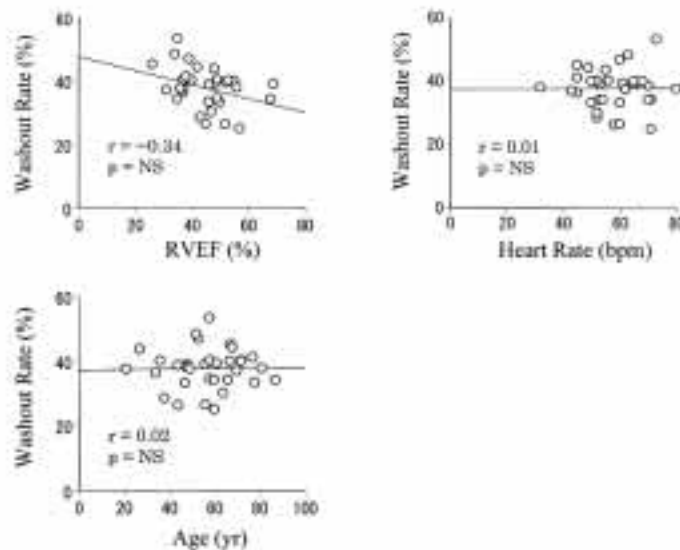 Washout Rate (%)
60
40
20
0
r = −0.34
p = NS
0 20 40 60 80
RVEF (%)
Washout Rate (%)
60
40
20
0
r = 0.01
p = NS
0 20 40 60 80
Heart Rate (bpm)
Washout Rate (%)
60
40
20
0
r = 0.02
p = NS
0 20 40 60 80 100
Age (yr)